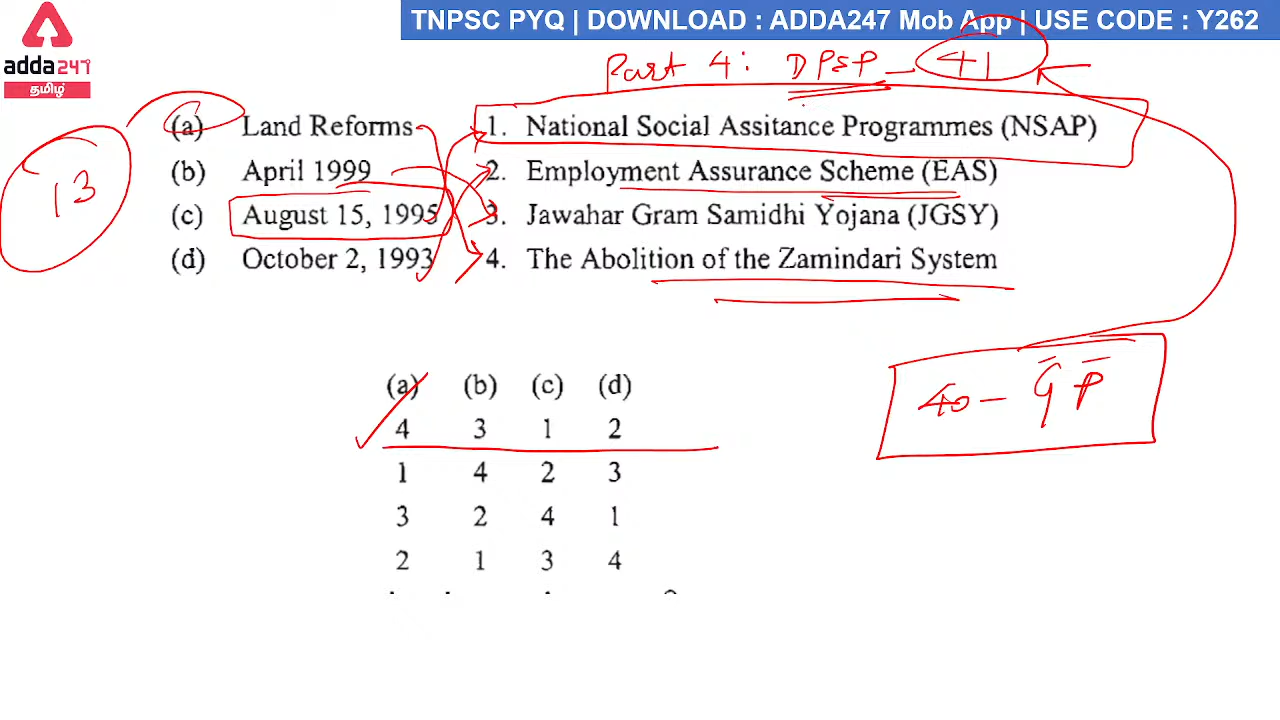 TNPSC PYQ | DOWNLOAD : ADDA247 Mob App | USE CODE : Y262
adda247
தமிழ்
Part 4: DPSP - 41
(a) Land Reforms 1. National Social Assitance Programmes (NSAP)
(b) April 1999 2. Employment Assurance Scheme (EAS)
13
(c) August 15, 1995 3. Jawahar Gram Samidhi Yojana (JGSY)
(d) October 2, 1993 4. The Abolition of the Zamindari System
(a) (b) (c) (d)
40 - G P
4 3 1 2
1 4 2 3
3 2 4 1
2 1 3 4